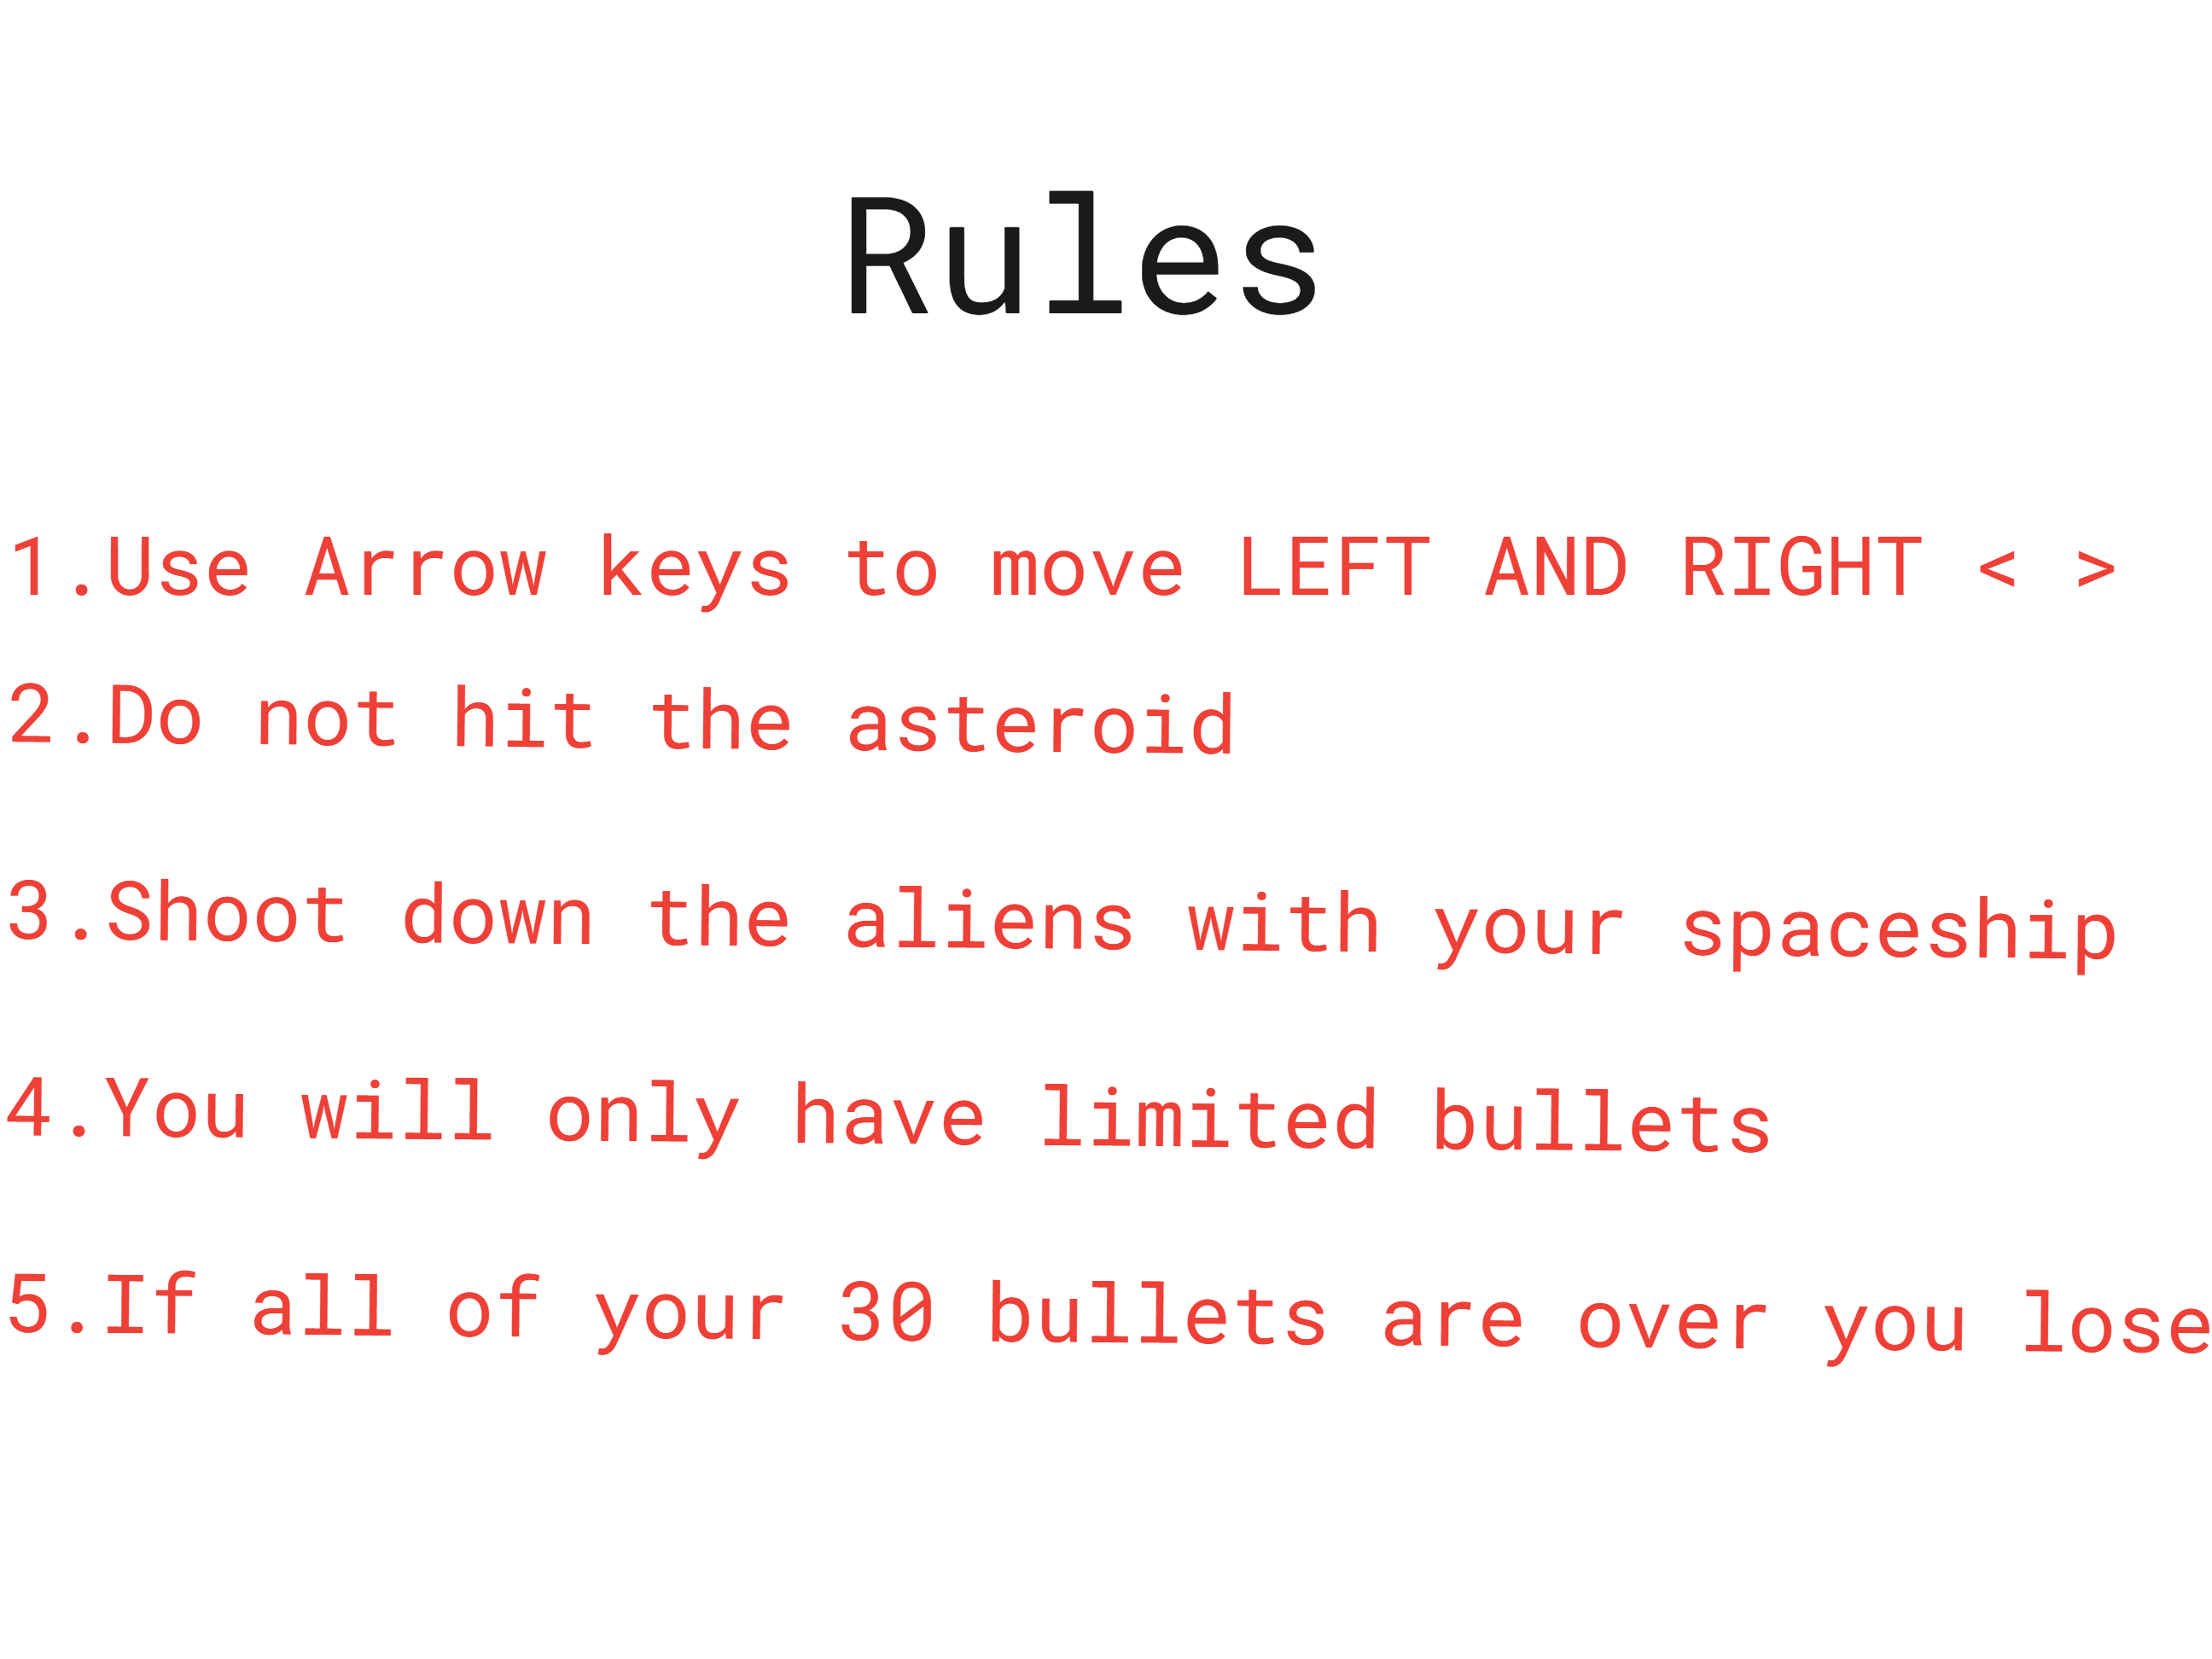 Rules
1.Use Arrow keys to move LEFT AND RIGHT < >
2.Do not hit the asteroid
3.Shoot down the aliens with your spaceship
4.You will only have limited bullets
5.If all of your 30 bullets are over you lose